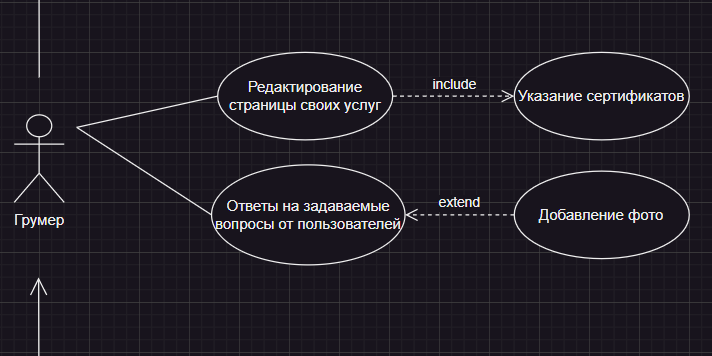 Редактирование
страницы своих услуг
include
Указание сертификатов
Грумер
Ответы на задаваемые
вопросы от пользователей
extend
Добавление фото